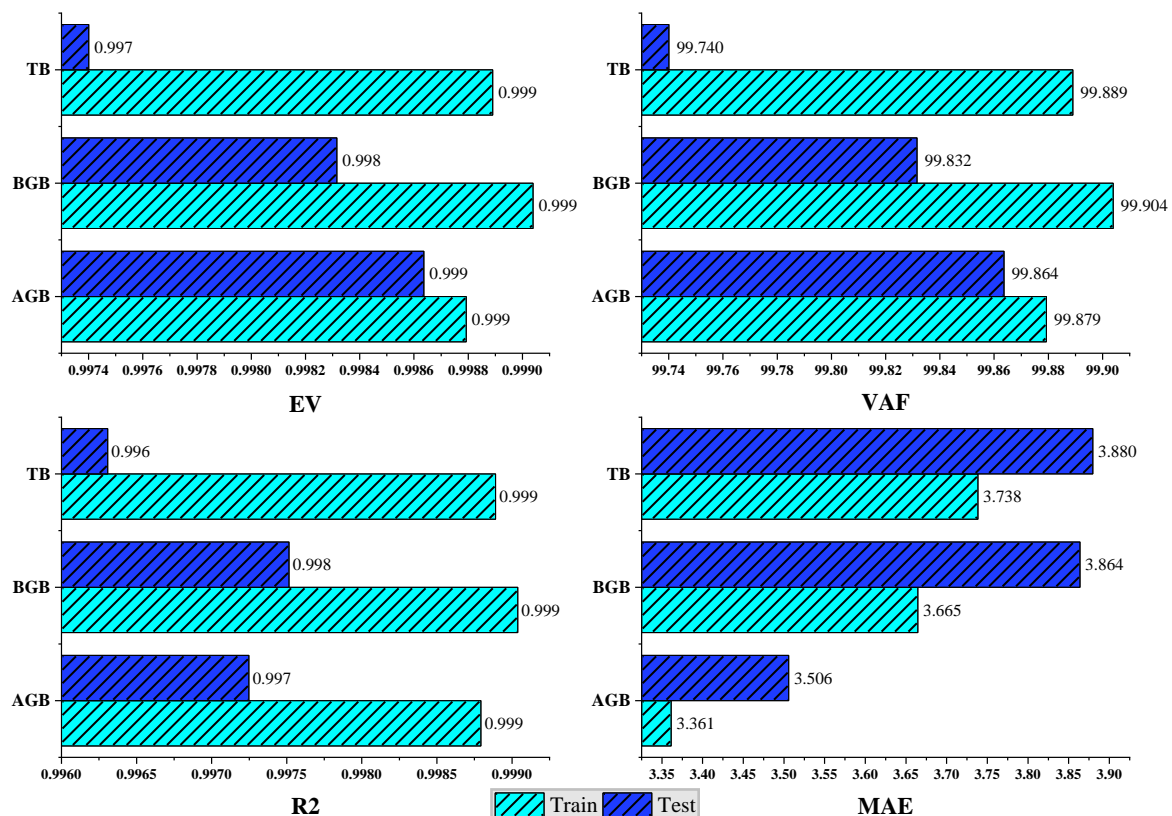 TB
0.997
0.999
BGB
0.998
0.999
AGB
0.999
0.999
0.9974 0.9976 0.9978 0.9980 0.9982 0.9984 0.9986 0.9988 0.9990
EV
TB
99.740
99.889
BGB
99.832
99.904
AGB
99.864
99.879
99.74 99.76 99.78 99.80 99.82 99.84 99.86 99.88 99.90
VAF
TB
0.996
0.999
BGB
0.998
0.999
AGB
0.997
0.999
0.9960 0.9965 0.9970 0.9975 0.9980 0.9985 0.9990
R2
TB
3.880
3.738
BGB
3.864
3.665
AGB
3.506
3.361
3.35 3.40 3.45 3.50 3.55 3.60 3.65 3.70 3.75 3.80 3.85 3.90
MAE
Train Test